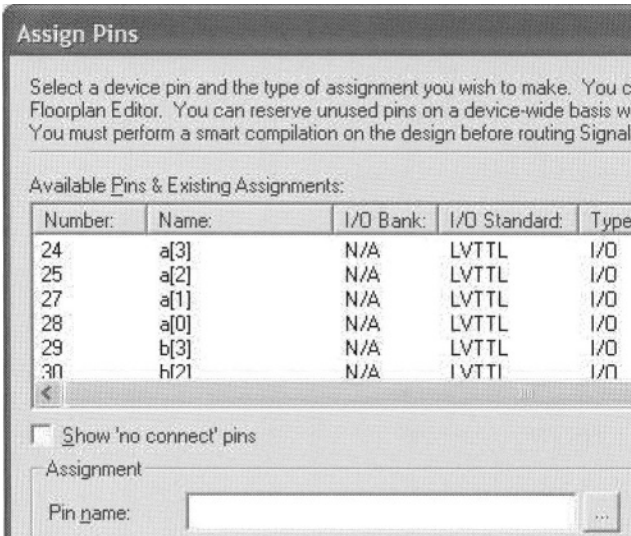 Assign Pins
Select a device pin and the type of assignment you wish to make. You c
Floorplan Editor. You can reserve unused pins on a device-wide basis w
You must perform a smart compilation on the design before routing Signal
Available Pins & Existing Assignments:
Number: Name: I/O Bank: I/O Standard: Type
24 a[3] N/A LVTTL I/O
25 a[2] N/A LVTTL I/O
27 a[1] N/A LVTTL I/O
28 a[0] N/A LVTTL I/O
29 b[3] N/A LVTTL I/O
30 b[2] N/A LVTTL I/O
Show 'no connect' pins
Assignment
Pin name: ...